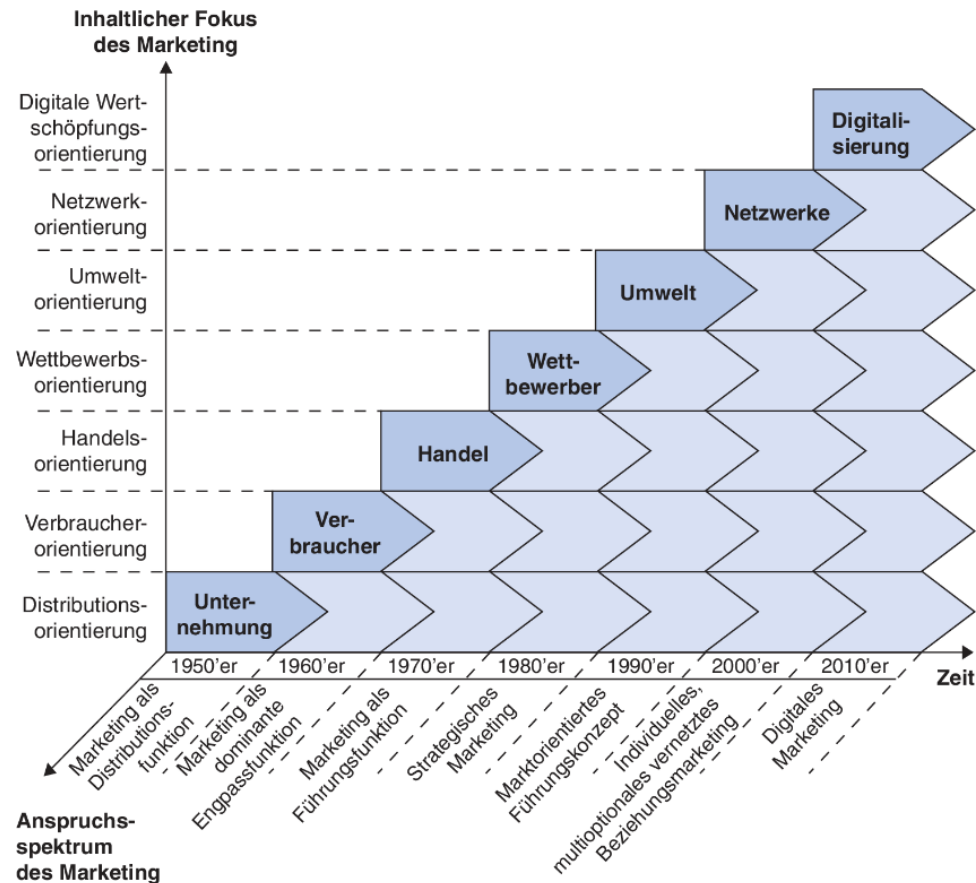 Inhaltlicher Fokus
des Marketing
Digitale Wert-
schöpfungs-
orientierung
Digitali-
sierung
Netzwerk-
orientierung
Netzwerke
Umwelt-
orientierung
Umwelt
Wettbewerbs-
orientierung
Wett-
bewerber
Handels-
orientierung
Handel
Verbraucher-
orientierung
Ver-
braucher
Distributions-
orientierung
Unter-
nehmung
1950'er
1960'er
1970'er
1980'er
1990'er
2000'er
2010'er
Zeit
Marketing als
Distributions-
funktion
Marketing als
dominante
Engpassfunktion
Marketing als
Führungsfunktion
Strategisches
Marketing
Marktorientiertes
Führungskonzept
Individuelles,
multioptionales vernetztes
Beziehungsmarketing
Digitales
Marketing
Anspruchs-
spektrum
des Marketing